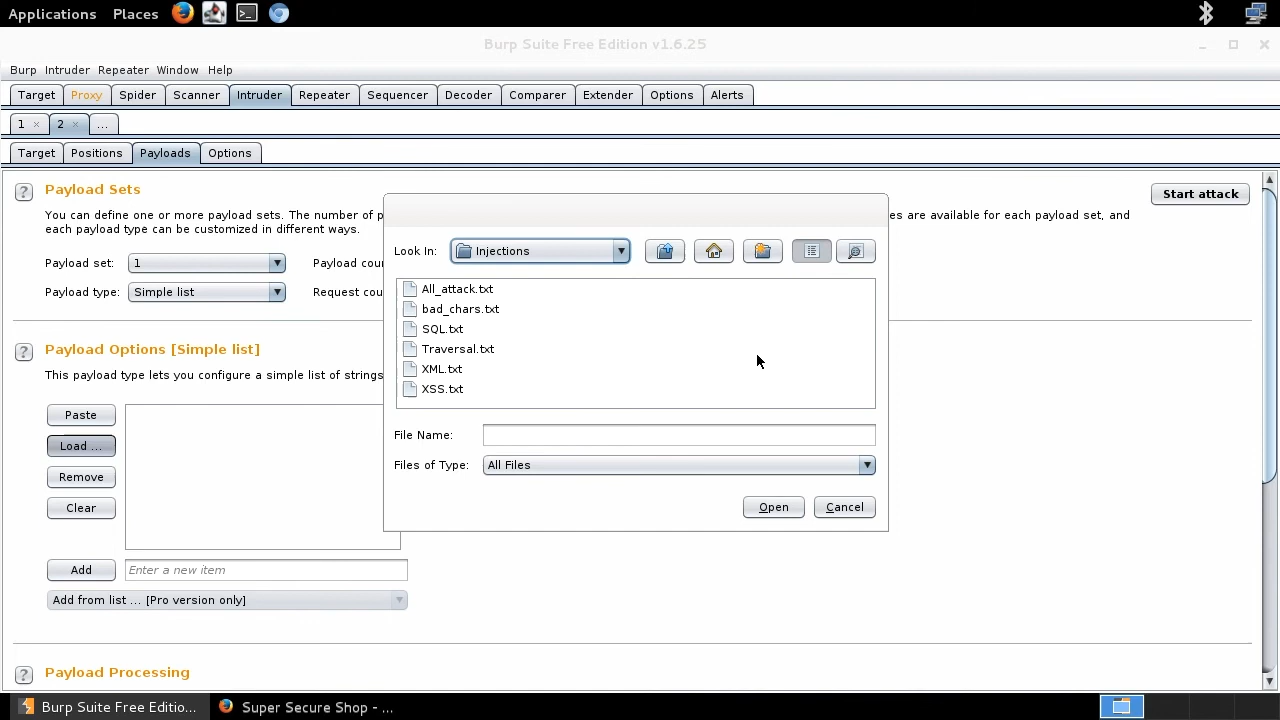 Applications Places
Burp Suite Free Edition v1.6.25
Burp Intruder Repeater Window Help
Target Proxy Spider Scanner Intruder Repeater Sequencer Decoder Comparer Extender Options Alerts
1 × 2 × ...
Target Positions Payloads Options
? Payload Sets
Start attack
You can define one or more payload sets. The number of p
es are available for each payload set, and
each payload type can be customized in different ways.
Payload set: 1 Payload cou
Payload type: Simple list Request cou
Look In: Injections
All_attack.txt
bad_chars.txt
SQL.txt
Traversal.txt
XML.txt
XSS.txt
File Name:
Files of Type: All Files
Open Cancel
? Payload Options [Simple list]
This payload type lets you configure a simple list of strings
Paste
Load ...
Remove
Clear
Add Enter a new item
Add from list ... [Pro version only]
? Payload Processing
Burp Suite Free Editio... Super Secure Shop - ...